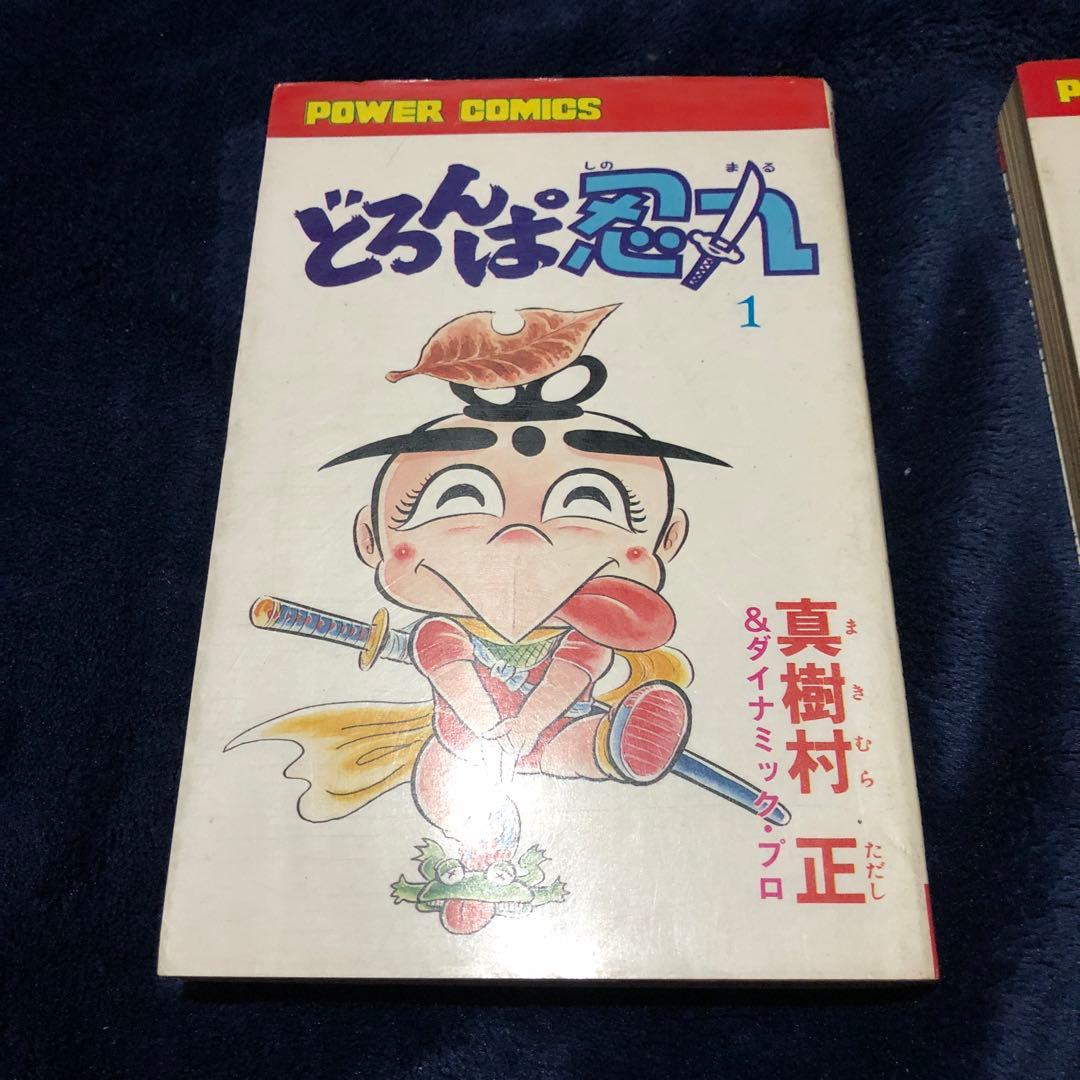 POWER COMICS
どろんぱ忍丸
しの
まる
1
真樹村 正
まきむら ただし
&ダイナミック・プロ
P